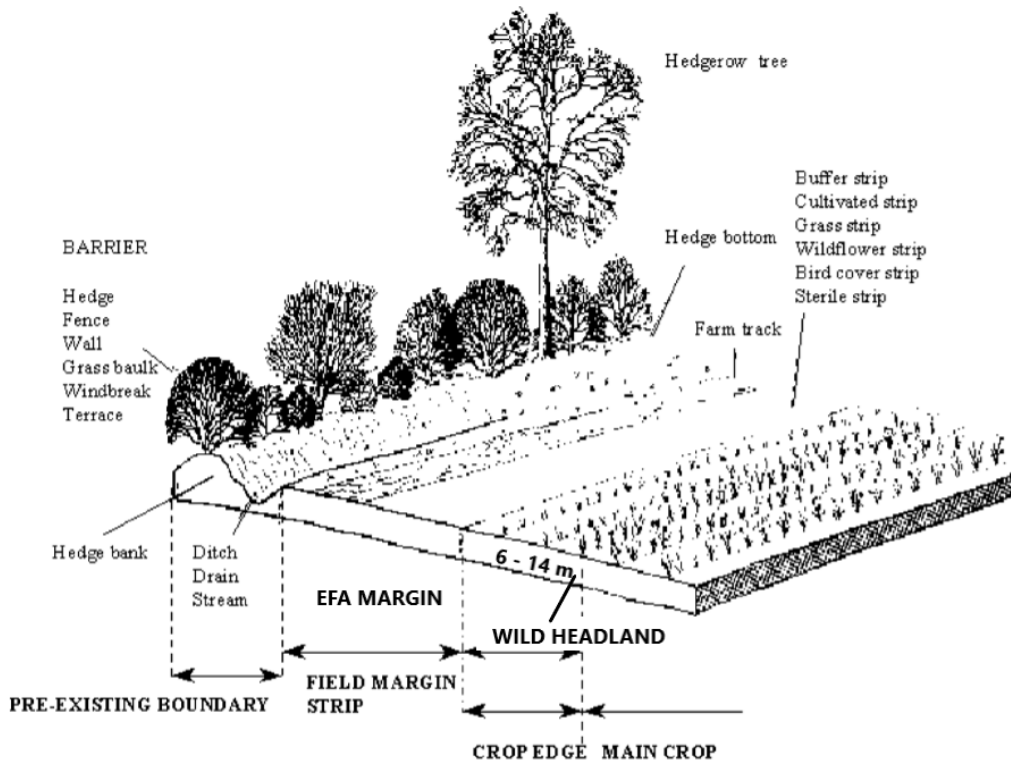 Hedgerow tree
Buffer strip
Cultivated strip
Grass strip
Wildflower strip
Bird cover strip
Sterile strip
Hedge bottom
Farm track
BARRIER
Hedge
Fence
Wall
Grass baulk
Windbreak
Terrace
Hedge bank
Ditch
Drain
Stream
6 - 14 m
EFA MARGIN
WILD HEADLAND
PRE-EXISTING BOUNDARY
FIELD MARGIN
STRIP
CROP EDGE
MAIN CROP